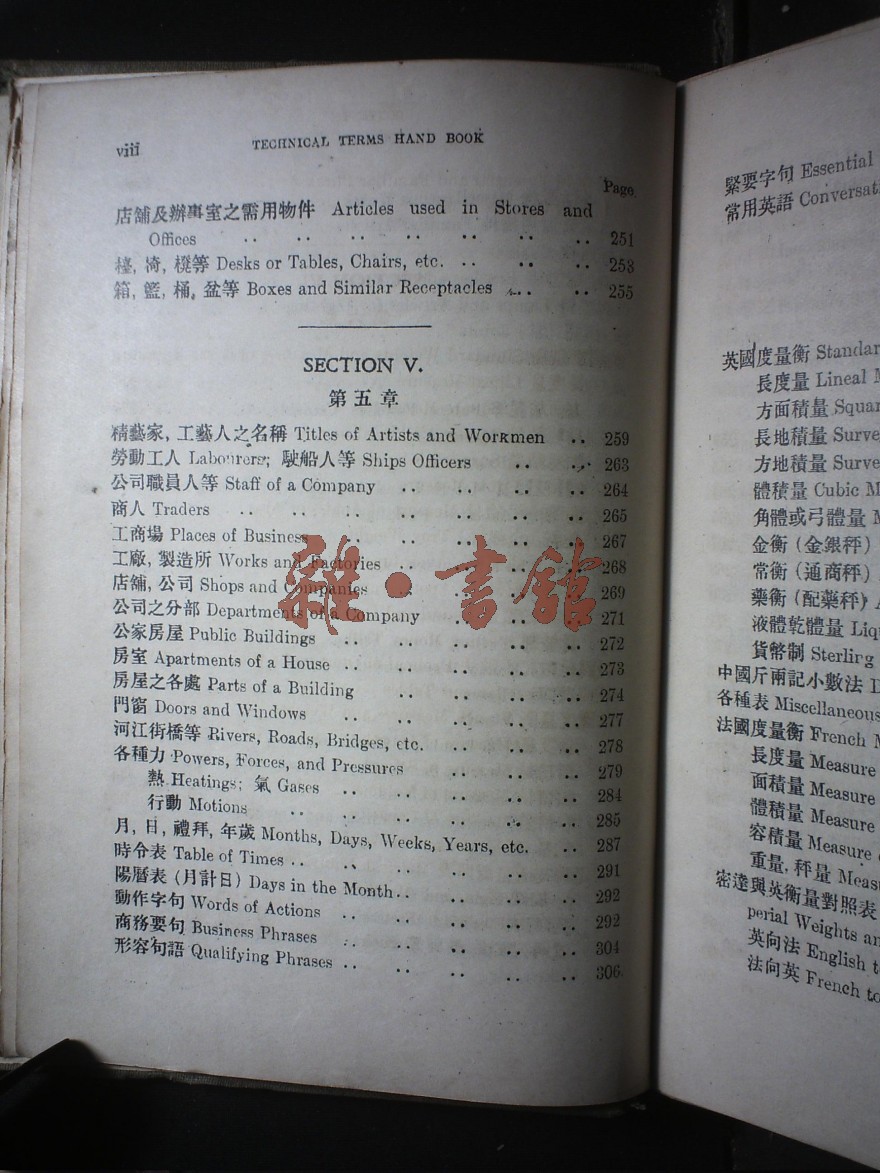 viii TECHNICAL TERMS HAND BOOK
Page
店舖及辦事室之需用物件 Articles used in Stores and
Offices .. .. .. .. .. .. .. .. 251
檯, 椅, 櫈等 Desks or Tables, Chairs, etc. .. .. .. 253
箱, 籃, 桶, 盆等 Boxes and Similar Receptacles .. .. .. 255
SECTION V.
第五章
精藝家, 工藝人之名稱 Titles of Artists and Workmen .. 259
勞動工人 Labourers; 駛船人等 Ships Officers .. .. .. 263
公司職員人等 Staff of a Company .. .. .. .. 264
商人 Traders .. .. .. .. .. .. .. 265
工商場 Places of Business .. .. .. .. .. 267
工廠, 製造所 Works and Factories .. .. .. .. 268
店舖, 公司 Shops and Companies .. .. .. .. 269
公司之分部 Departments of a Company .. .. .. 271
公家房屋 Public Buildings .. .. .. .. .. 272
房室 Apartments of a House .. .. .. .. .. 273
房屋之各處 Parts of a Building .. .. .. .. 274
門窗 Doors and Windows .. .. .. .. .. 277
河江街橋等 Rivers, Roads, Bridges, etc. .. .. .. 278
各種力 Powers, Forces, and Pressures .. .. .. 279
熱 Heatings; 氣 Gases .. .. .. .. .. 284
行動 Motions .. .. .. .. .. .. 285
月, 日, 禮拜, 年歲 Months, Days, Weeks, Years, etc. .. 287
時令表 Table of Times .. .. .. .. .. .. 291
陽曆表 (月計日) Days in the Month .. .. .. .. 292
動作字句 Words of Actions .. .. .. .. .. 292
商務要句 Business Phrases .. .. .. .. .. 304
形容句語 Qualifying Phrases .. .. .. .. .. 306
雜·書館
緊要字句 Essential
常用英語 Conversati
英國度量衡 Standar
長度量 Lineal M
方面積量 Squar
長地積量 Surve
方地積量 Surve
體積量 Cubic M
角體或弓體量 M
金衡 (金銀秤)
常衡 (通商秤)
藥衡 (配藥秤) A
液體乾體量 Liqu
貨幣制 Sterling
中國斤兩記小數法 D
各種表 Miscellaneous
法國度量衡 French M
長度量 Measure
面積量 Measure
體積量 Measure
容積量 Measure
重量, 秤量 Measu
密達與英衡量對照表
perial Weights an
英向法 English t
法向英 French to